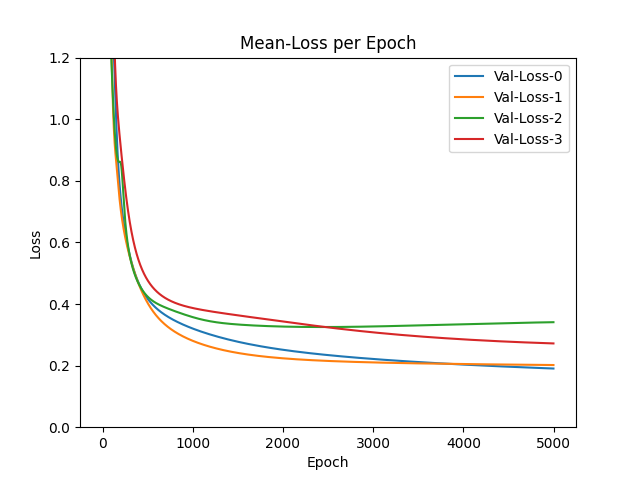 Mean-Loss per Epoch
1.2
1.0
0.8
0.6
0.4
0.2
0.0
Loss
Val-Loss-0
Val-Loss-1
Val-Loss-2
Val-Loss-3
0 1000 2000 3000 4000 5000
Epoch